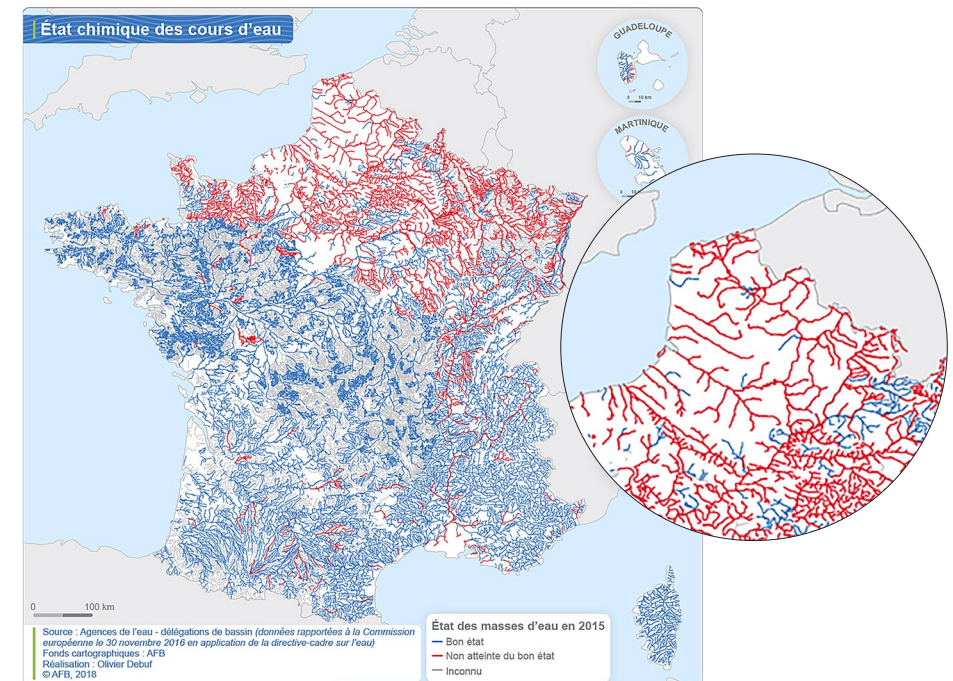 État chimique des cours d'eau
GUADELOUPE
0 10 km
MARTINIQUE
0
0 100 km
Source : Agences de l'eau - délégations de bassin (données rapportées à la Commission
européenne le 30 novembre 2016 en application de la directive-cadre sur l'eau)
Fonds cartographiques : AFB
Réalisation : Olivier Debuf
© AFB, 2018
État des masses d'eau en 2015
Bon état
Non atteinte du bon état
Inconnu